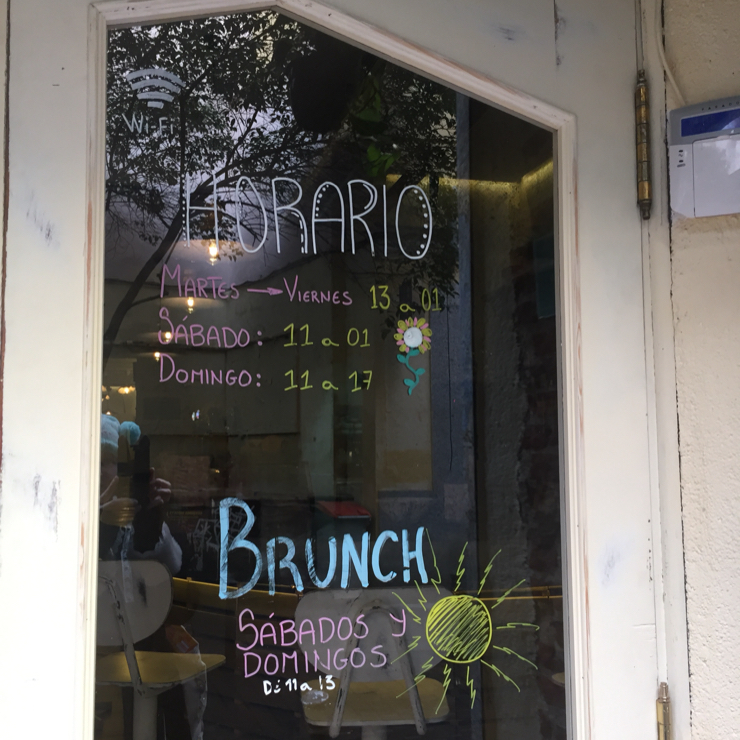 Wi-Fi
HORARIO
MARTES → VIERNES 13 a 01
SÁBADO: 11 a 01
DOMINGO: 11 a 17
BRUNCH
SÁBADOS Y
DOMINGOS
De 11 a 13